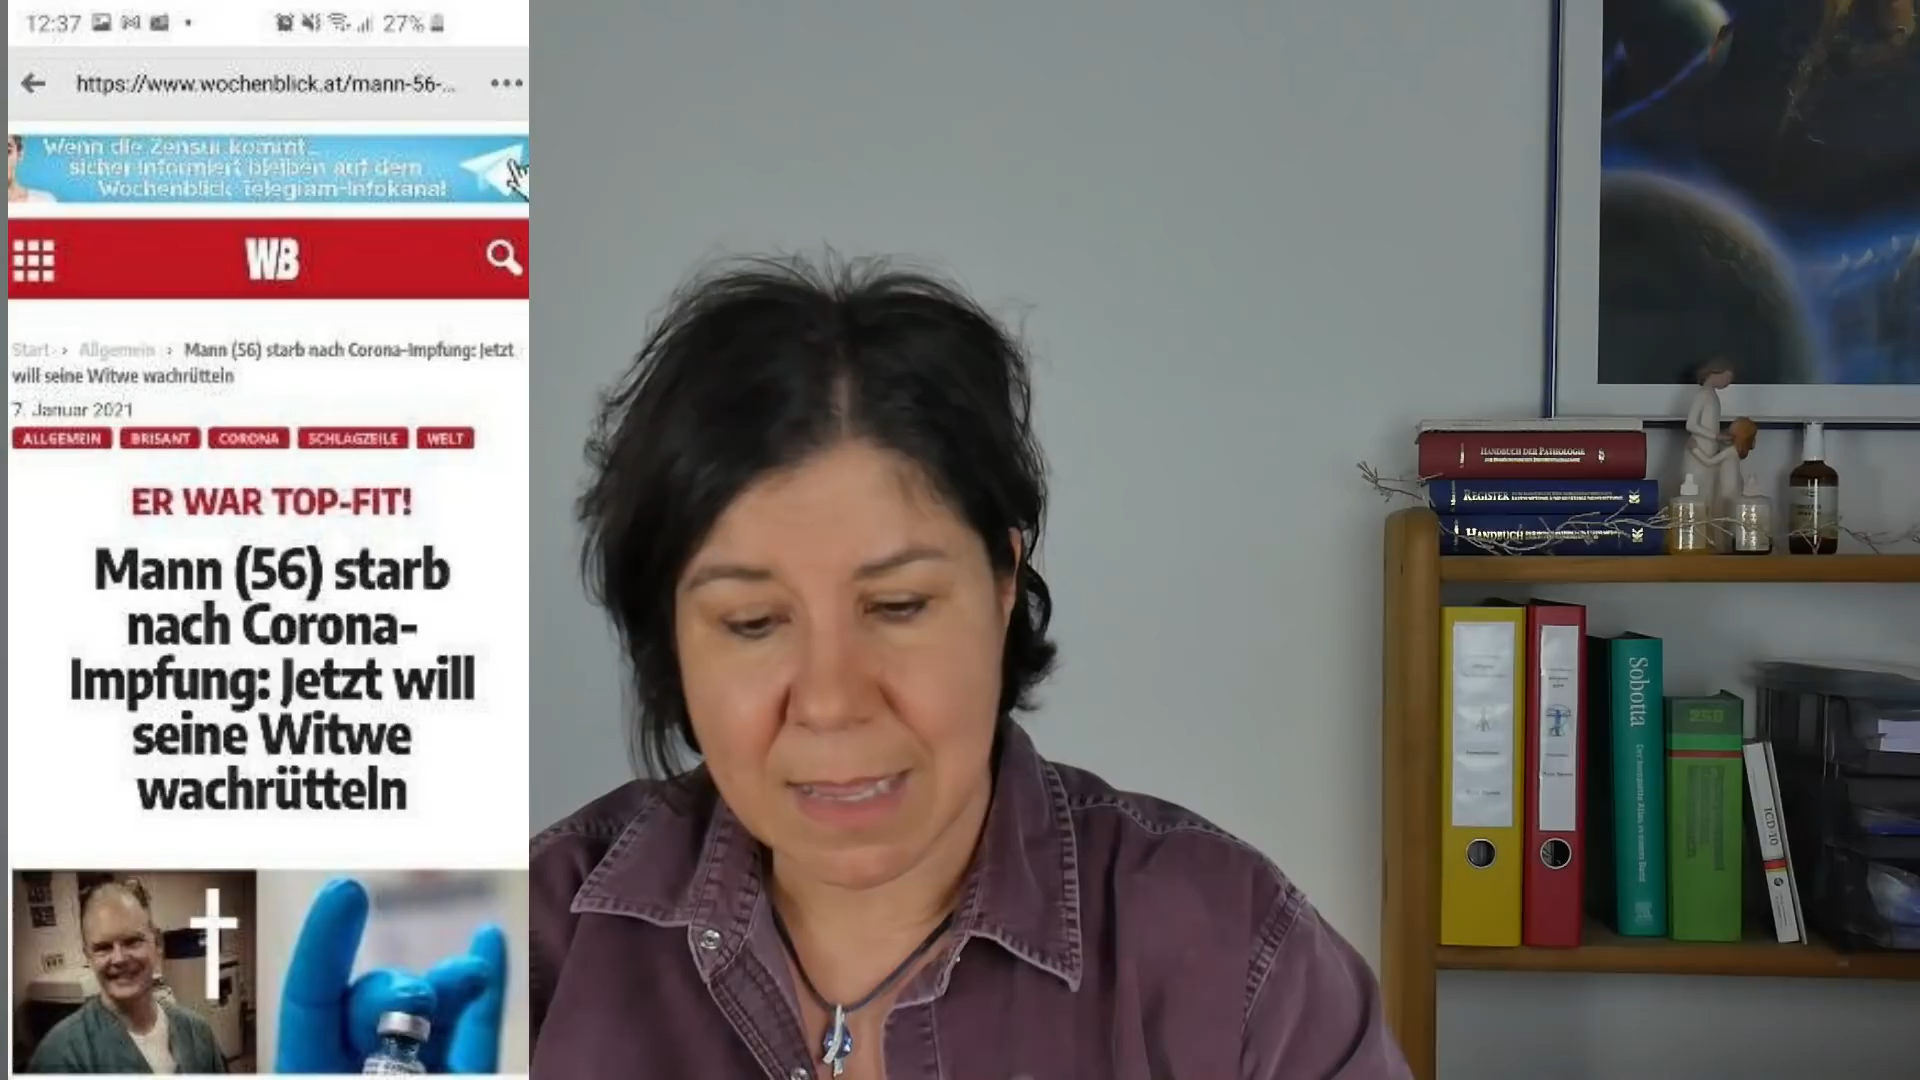 12:37
27%
https://www.wochenblick.at/mann-56-...
Wenn die Zensur kommt...
sicher informiert bleiben auf dem
Wochenblick Telegram-Infokanal
WB
Start › Allgemein › Mann (56) starb nach Corona-Impfung: Jetzt
will seine Witwe wachrütteln
7. Januar 2021
ALLGEMEIN BRISANT CORONA SCHLAGZEILE WELT
ER WAR TOP-FIT!
Mann (56) starb
nach Corona-
Impfung: Jetzt will
seine Witwe
wachrütteln
HANDBUCH DER PATHOLOGIE
REGISTER
HANDBUCH
Sobotta
250
ICD-10